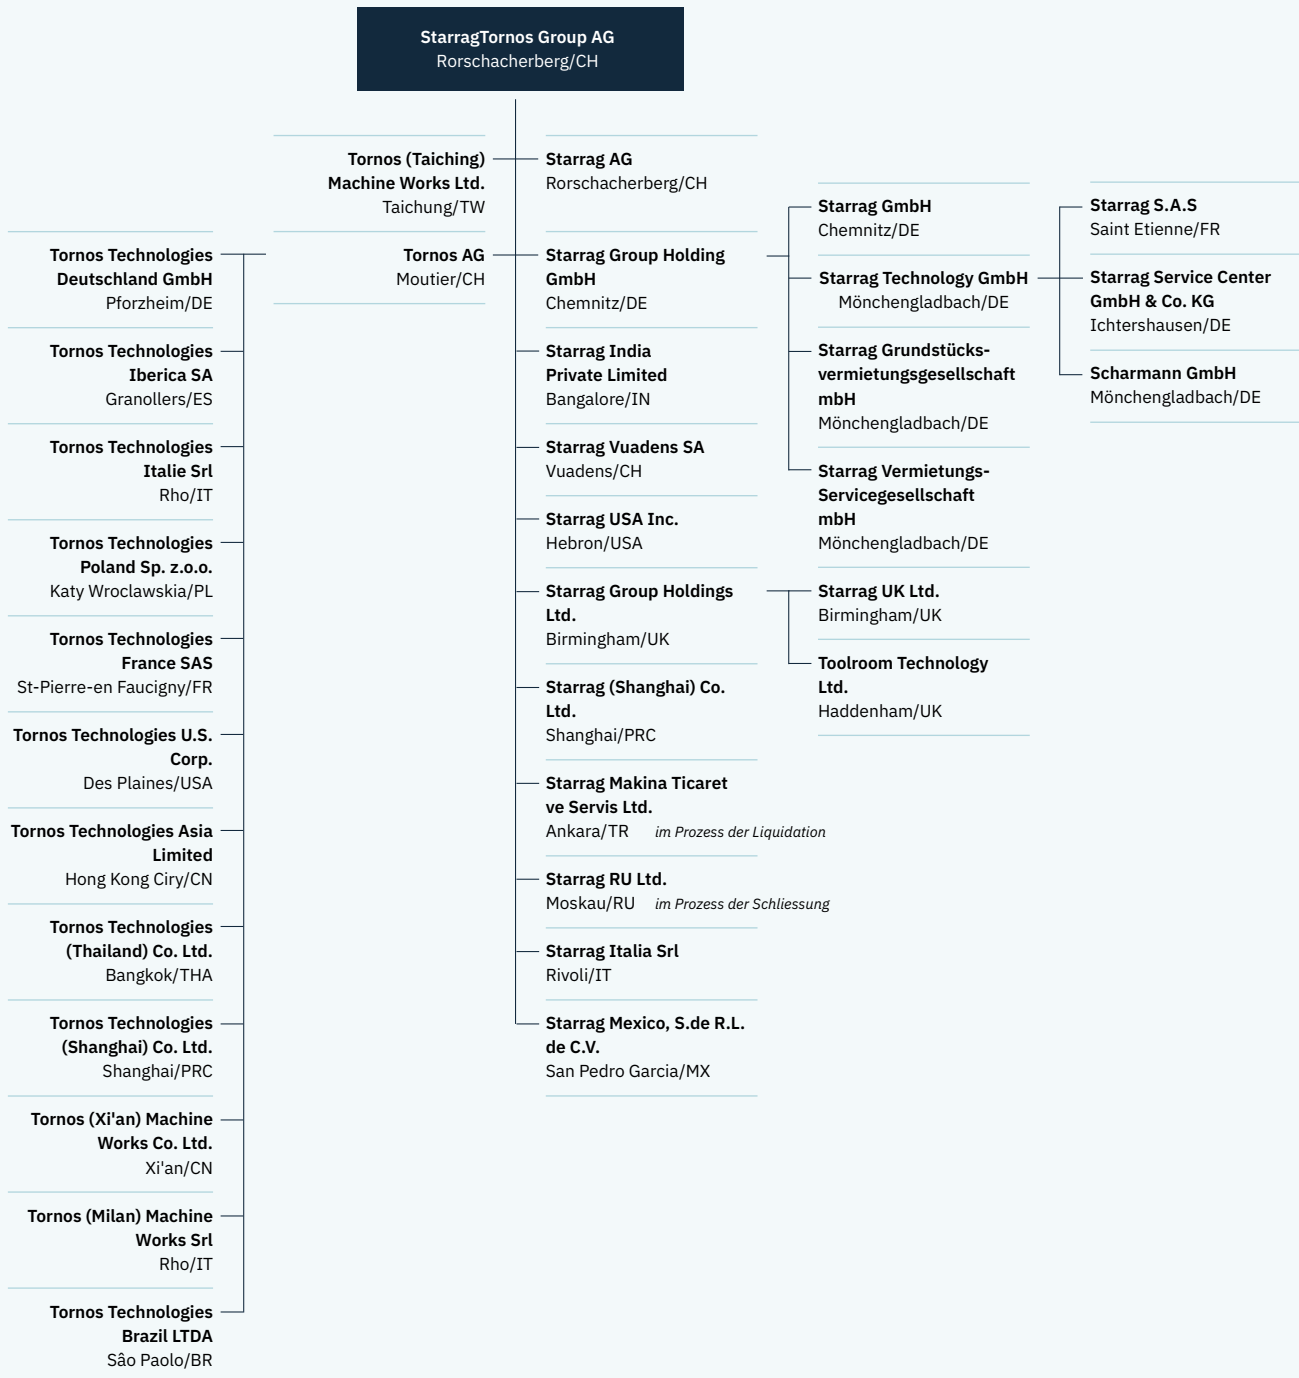 StarragTornos Group AG
Rorschacherberg/CH
Tornos (Taiching)
Machine Works Ltd.
Taichung/TW
Tornos AG
Moutier/CH
Tornos Technologies
Deutschland GmbH
Pforzheim/DE
Tornos Technologies
Iberica SA
Granollers/ES
Tornos Technologies
Italie Srl
Rho/IT
Tornos Technologies
Poland Sp. z.o.o.
Katy Wroclawskia/PL
Tornos Technologies
France SAS
St-Pierre-en Faucigny/FR
Tornos Technologies U.S.
Corp.
Des Plaines/USA
Tornos Technologies Asia
Limited
Hong Kong Ciry/CN
Tornos Technologies
(Thailand) Co. Ltd.
Bangkok/THA
Tornos Technologies
(Shanghai) Co. Ltd.
Shanghai/PRC
Tornos (Xi'an) Machine
Works Co. Ltd.
Xi'an/CN
Tornos (Milan) Machine
Works Srl
Rho/IT
Tornos Technologies
Brazil LTDA
Sâo Paolo/BR
Starrag AG
Rorschacherberg/CH
Starrag Group Holding
GmbH
Chemnitz/DE
Starrag India
Private Limited
Bangalore/IN
Starrag Vuadens SA
Vuadens/CH
Starrag USA Inc.
Hebron/USA
Starrag Group Holdings
Ltd.
Birmingham/UK
Starrag (Shanghai) Co.
Ltd.
Shanghai/PRC
Starrag Makina Ticaret
ve Servis Ltd.
Ankara/TR im Prozess der Liquidation
Starrag RU Ltd.
Moskau/RU im Prozess der Schliessung
Starrag Italia Srl
Rivoli/IT
Starrag Mexico, S.de R.L.
de C.V.
San Pedro Garcia/MX
Starrag GmbH
Chemnitz/DE
Starrag Technology GmbH
Mönchengladbach/DE
Starrag Grundstücks-
vermietungsgesellschaft
mbH
Mönchengladbach/DE
Starrag Vermietungs-
Servicegesellschaft
mbH
Mönchengladbach/DE
Starrag UK Ltd.
Birmingham/UK
Toolroom Technology
Ltd.
Haddenham/UK
Starrag S.A.S
Saint Etienne/FR
Starrag Service Center
GmbH & Co. KG
Ichtershausen/DE
Scharmann GmbH
Mönchengladbach/DE